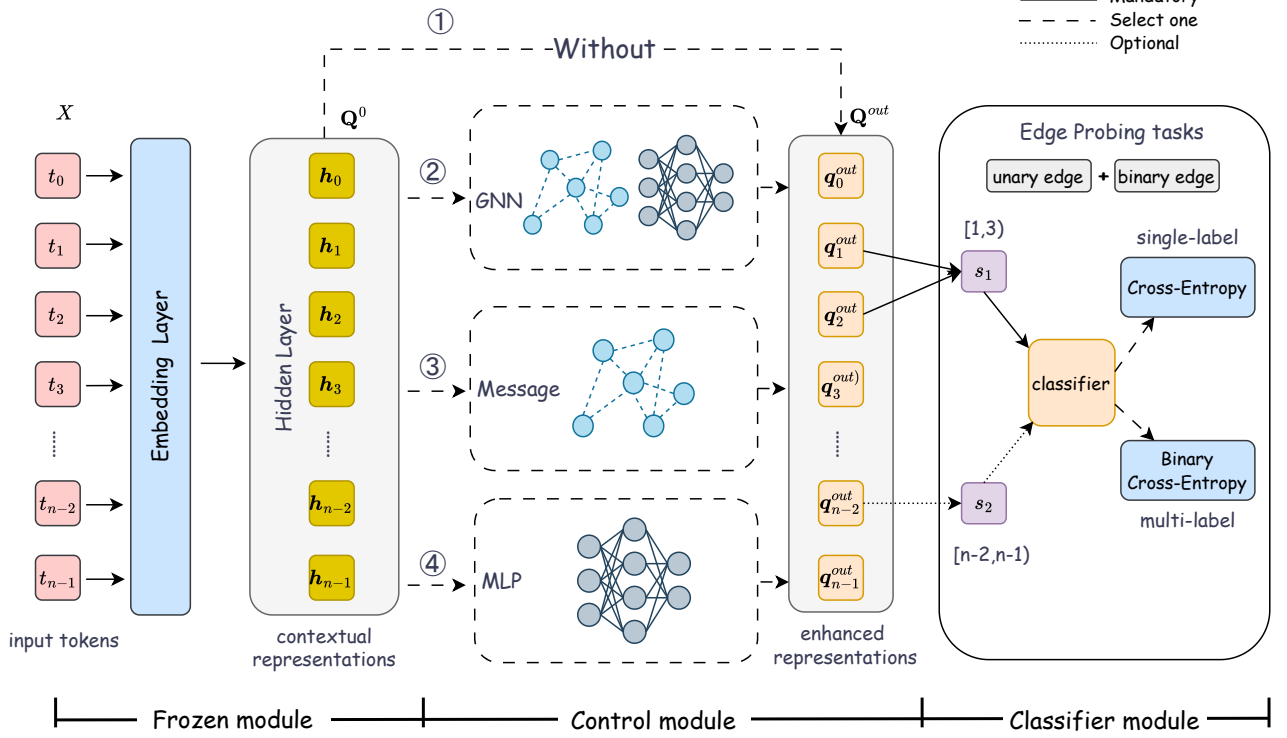 Mandatory
Select one
Optional
①
Without
X
Q^0
Q^{out}
t_0
t_1
t_2
t_3
t_{n-2}
t_{n-1}
input tokens
Embedding Layer
Hidden Layer
h_0
h_1
h_2
h_3
h_{n-2}
h_{n-1}
contextual
representations
②
GNN
③
Message
④
MLP
q_0^{out}
q_1^{out}
q_2^{out}
q_3^{out)}
q_{n-2}^{out}
q_{n-1}^{out}
enhanced
representations
Edge Probing tasks
unary edge + binary edge
[1,3)
s_1
s_2
[n-2,n-1)
classifier
single-label
Cross-Entropy
Binary
Cross-Entropy
multi-label
Frozen module
Control module
Classifier module